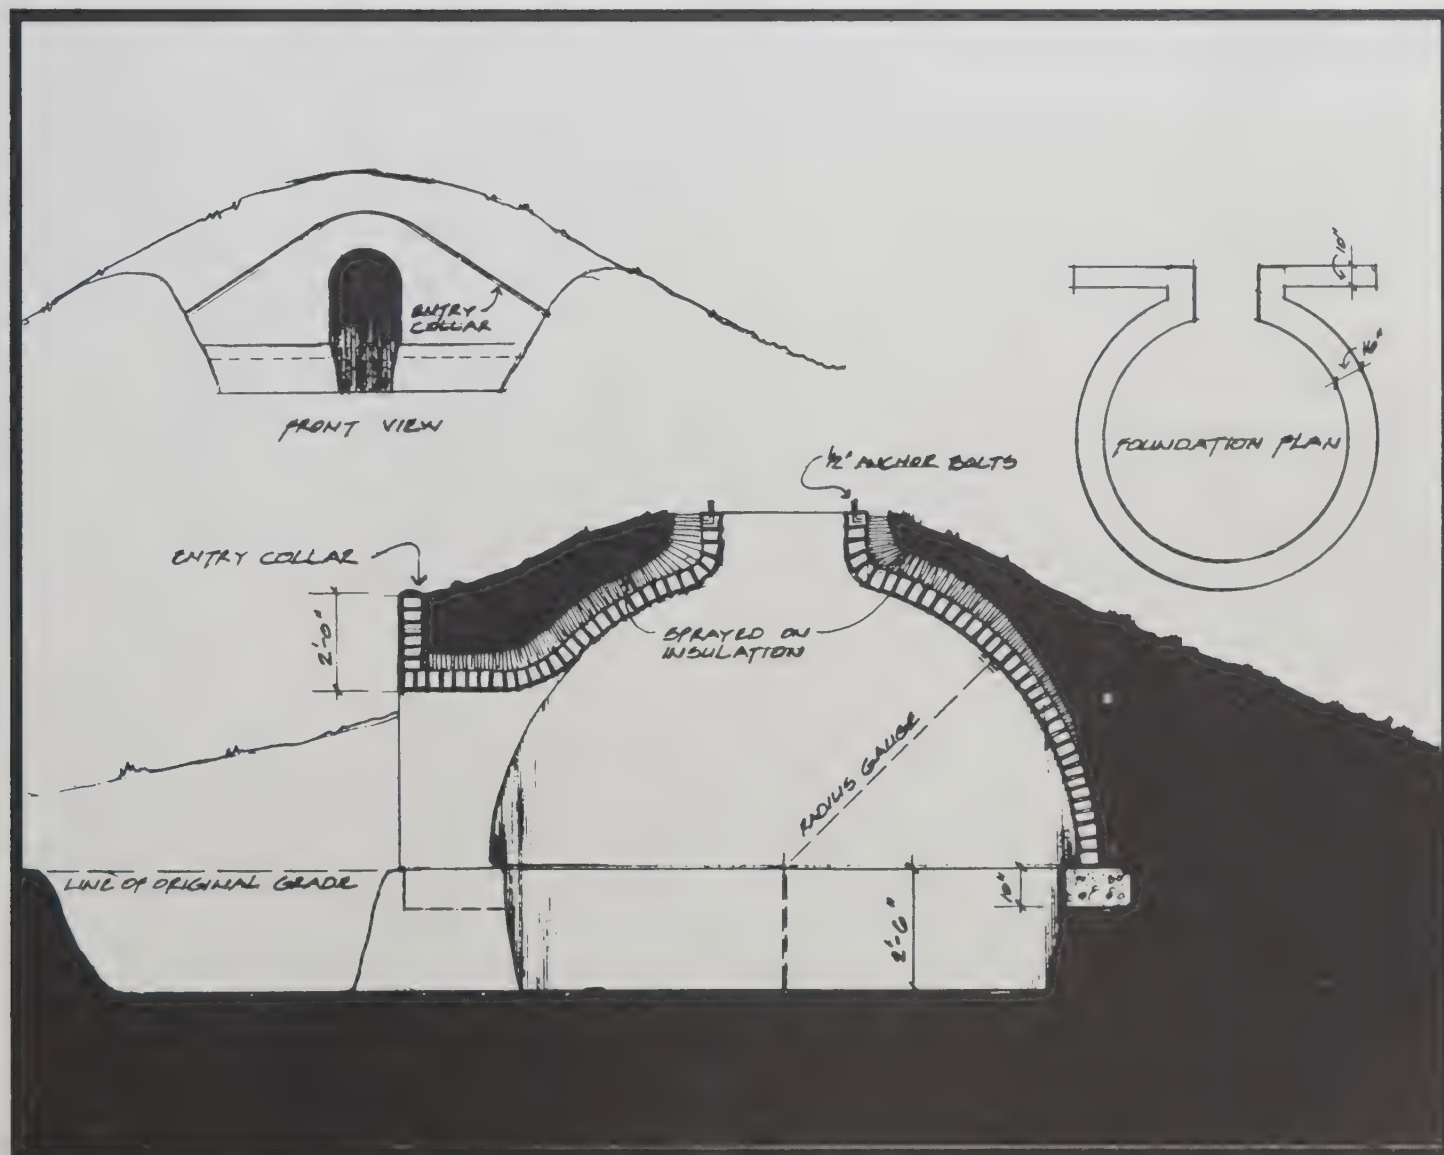 ENTRY
COLLAR
FRONT VIEW
10"
16"
FOUNDATION PLAN
1/2" ANCHOR BOLTS
ENTRY COLLAR
2'-0"
SPRAYED ON
INSULATION
RADIUS GAUGE
LINE OF ORIGINAL GRADE
10"
2'-6"